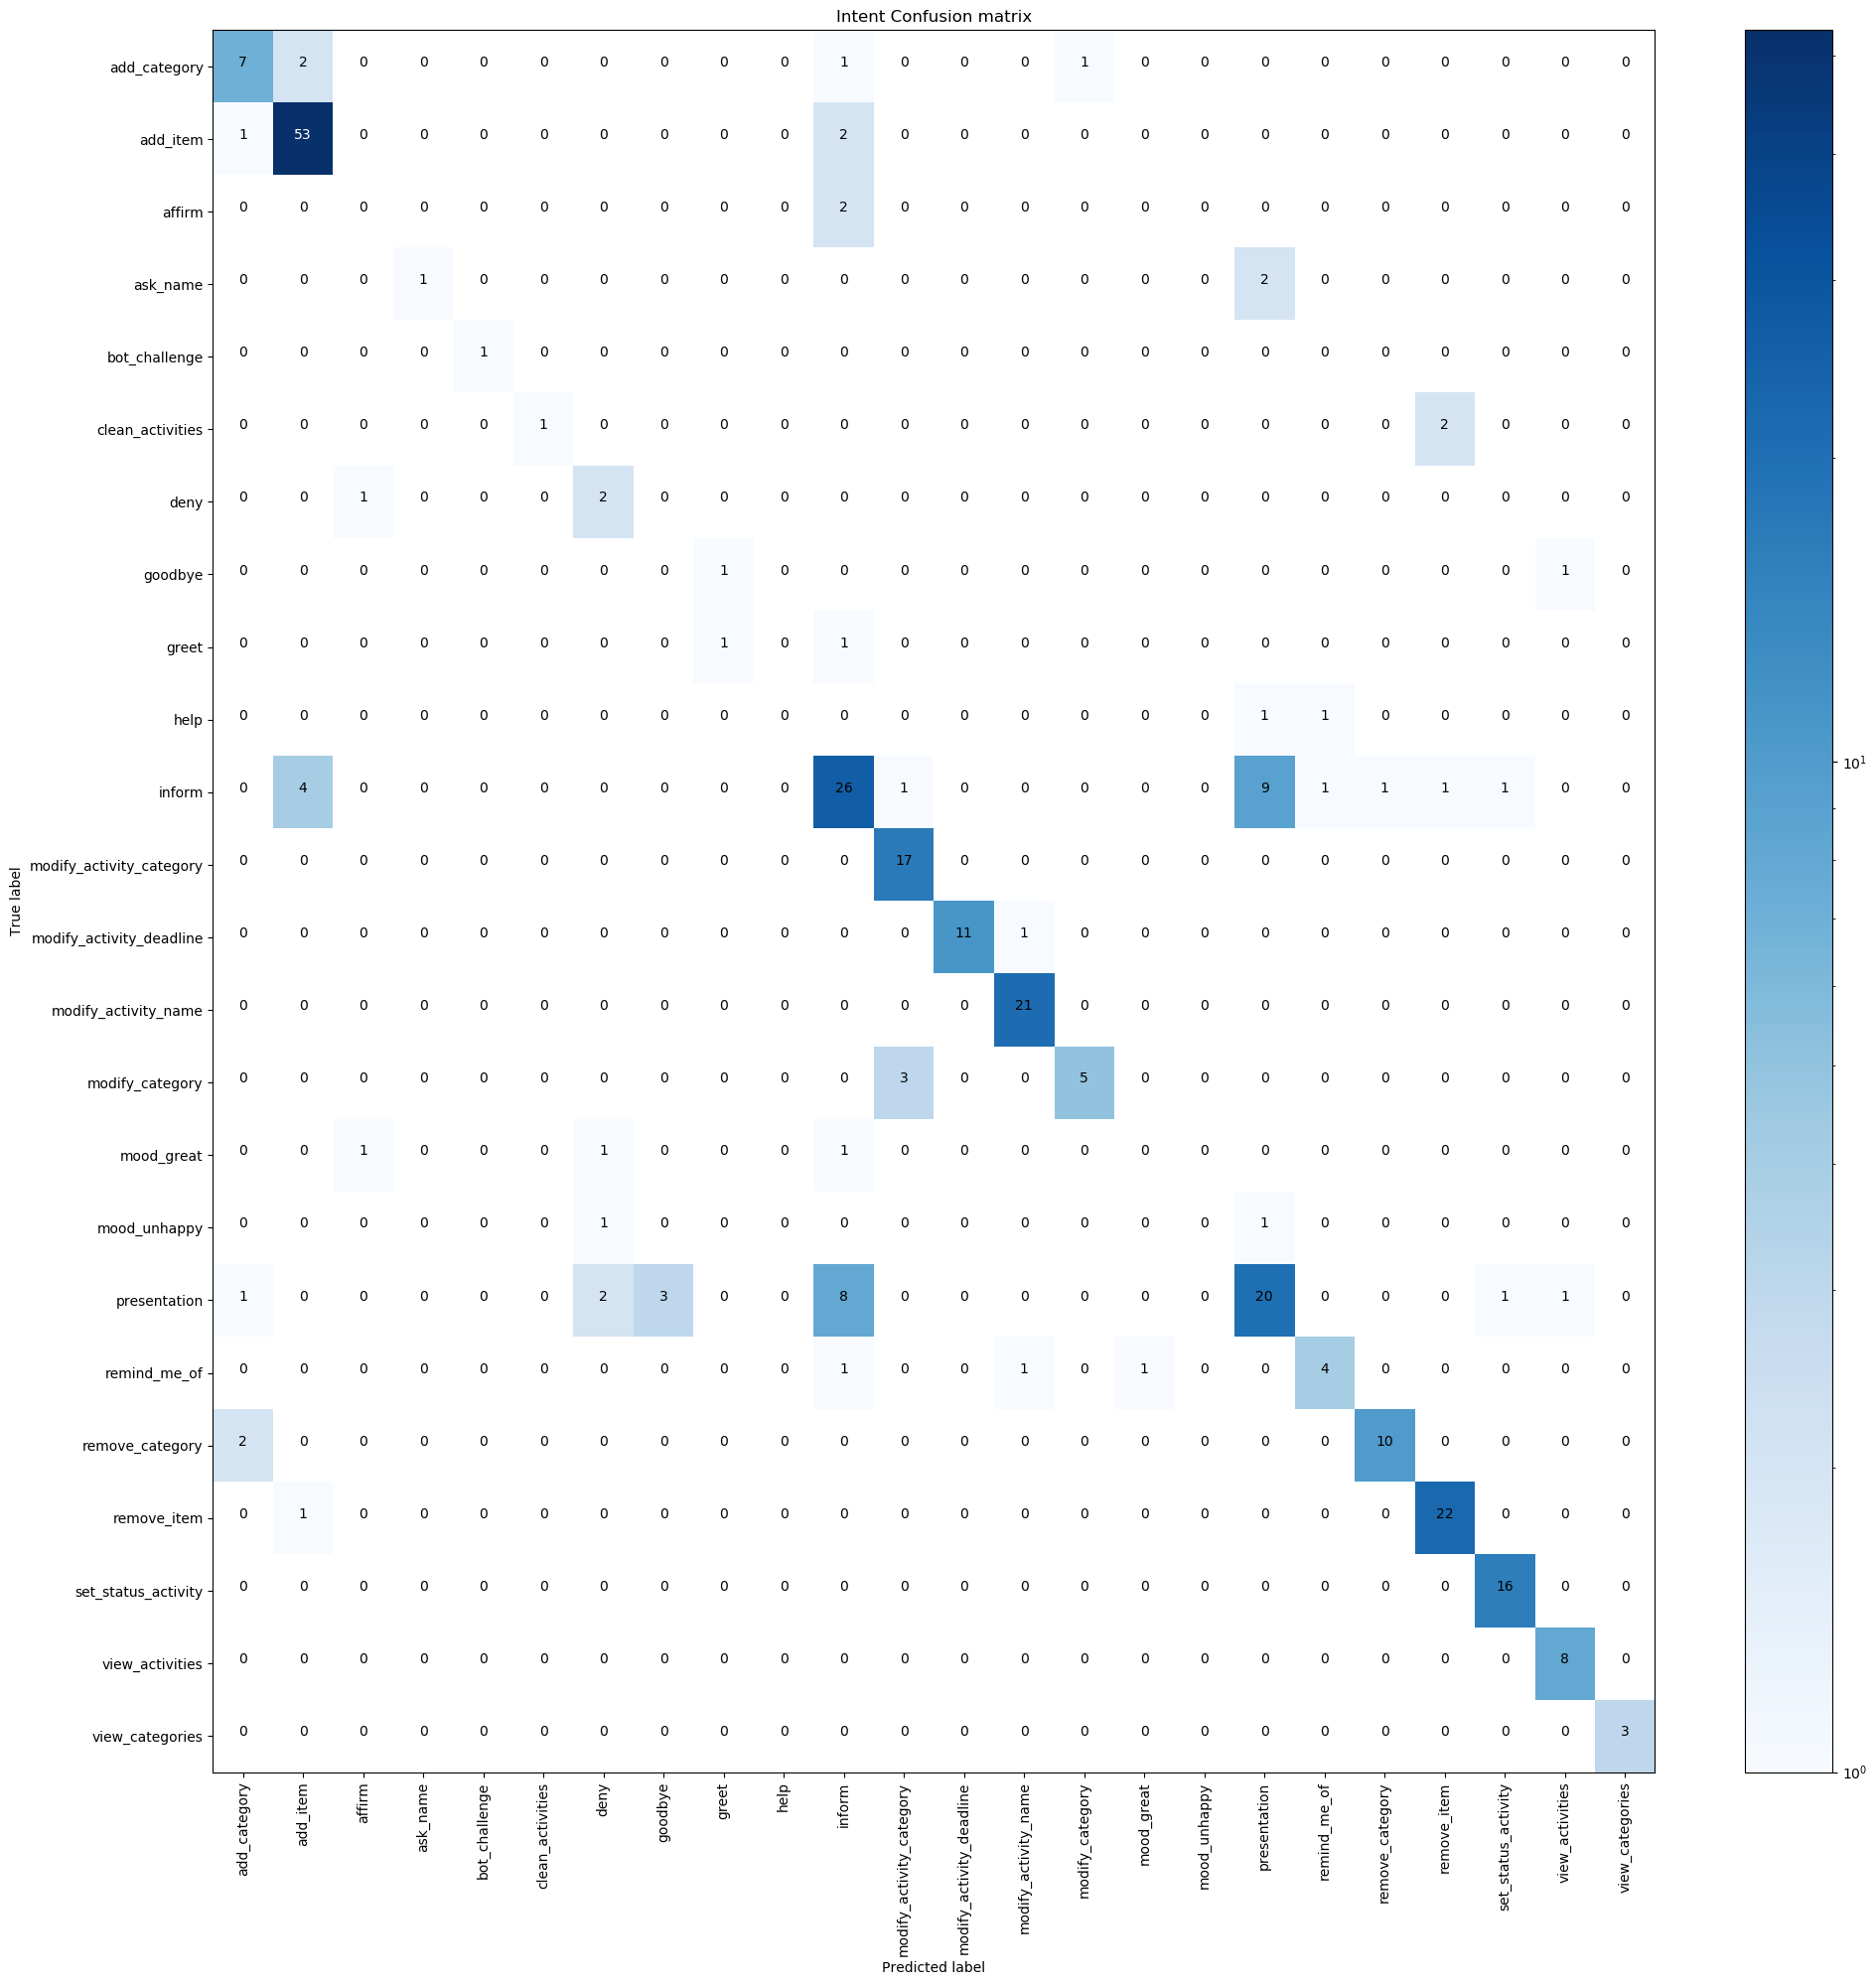 Intent Confusion matrix
add_category 7 2 0 0 0 0 0 0 0 0 1 0 0 0 1 0 0 0 0 0 0 0 0 0
add_item 1 53 0 0 0 0 0 0 0 0 2 0 0 0 0 0 0 0 0 0 0 0 0 0
affirm 0 0 0 0 0 0 0 0 0 0 2 0 0 0 0 0 0 0 0 0 0 0 0 0
ask_name 0 0 0 1 0 0 0 0 0 0 0 0 0 0 0 0 0 2 0 0 0 0 0 0
bot_challenge 0 0 0 0 1 0 0 0 0 0 0 0 0 0 0 0 0 0 0 0 0 0 0 0
clean_activities 0 0 0 0 0 1 0 0 0 0 0 0 0 0 0 0 0 0 0 0 2 0 0 0
deny 0 0 1 0 0 0 2 0 0 0 0 0 0 0 0 0 0 0 0 0 0 0 0 0
goodbye 0 0 0 0 0 0 0 0 1 0 0 0 0 0 0 0 0 0 0 0 0 0 1 0
greet 0 0 0 0 0 0 0 0 1 0 1 0 0 0 0 0 0 0 0 0 0 0 0 0
help 0 0 0 0 0 0 0 0 0 0 0 0 0 0 0 0 0 1 1 0 0 0 0 0
inform 0 4 0 0 0 0 0 0 0 0 26 1 0 0 0 0 0 9 1 1 1 1 0 0
modify_activity_category 0 0 0 0 0 0 0 0 0 0 0 17 0 0 0 0 0 0 0 0 0 0 0 0
modify_activity_deadline 0 0 0 0 0 0 0 0 0 0 0 0 11 1 0 0 0 0 0 0 0 0 0 0
modify_activity_name 0 0 0 0 0 0 0 0 0 0 0 0 0 21 0 0 0 0 0 0 0 0 0 0
modify_category 0 0 0 0 0 0 0 0 0 0 0 3 0 0 5 0 0 0 0 0 0 0 0 0
mood_great 0 0 1 0 0 0 1 0 0 0 1 0 0 0 0 0 0 0 0 0 0 0 0 0
mood_unhappy 0 0 0 0 0 0 1 0 0 0 0 0 0 0 0 0 0 1 0 0 0 0 0 0
presentation 1 0 0 0 0 0 2 3 0 0 8 0 0 0 0 0 0 20 0 0 0 1 1 0
remind_me_of 0 0 0 0 0 0 0 0 0 0 1 0 0 1 0 1 0 0 4 0 0 0 0 0
remove_category 2 0 0 0 0 0 0 0 0 0 0 0 0 0 0 0 0 0 0 10 0 0 0 0
remove_item 0 1 0 0 0 0 0 0 0 0 0 0 0 0 0 0 0 0 0 0 22 0 0 0
set_status_activity 0 0 0 0 0 0 0 0 0 0 0 0 0 0 0 0 0 0 0 0 0 16 0 0
view_activities 0 0 0 0 0 0 0 0 0 0 0 0 0 0 0 0 0 0 0 0 0 0 8 0
view_categories 0 0 0 0 0 0 0 0 0 0 0 0 0 0 0 0 0 0 0 0 0 0 0 3
True label
add_category
add_item
affirm
ask_name
bot_challenge
clean_activities
deny
goodbye
greet
help
inform
modify_activity_category
modify_activity_deadline
modify_activity_name
modify_category
mood_great
mood_unhappy
presentation
remind_me_of
remove_category
remove_item
set_status_activity
view_activities
view_categories
Predicted label
10¹
10⁰